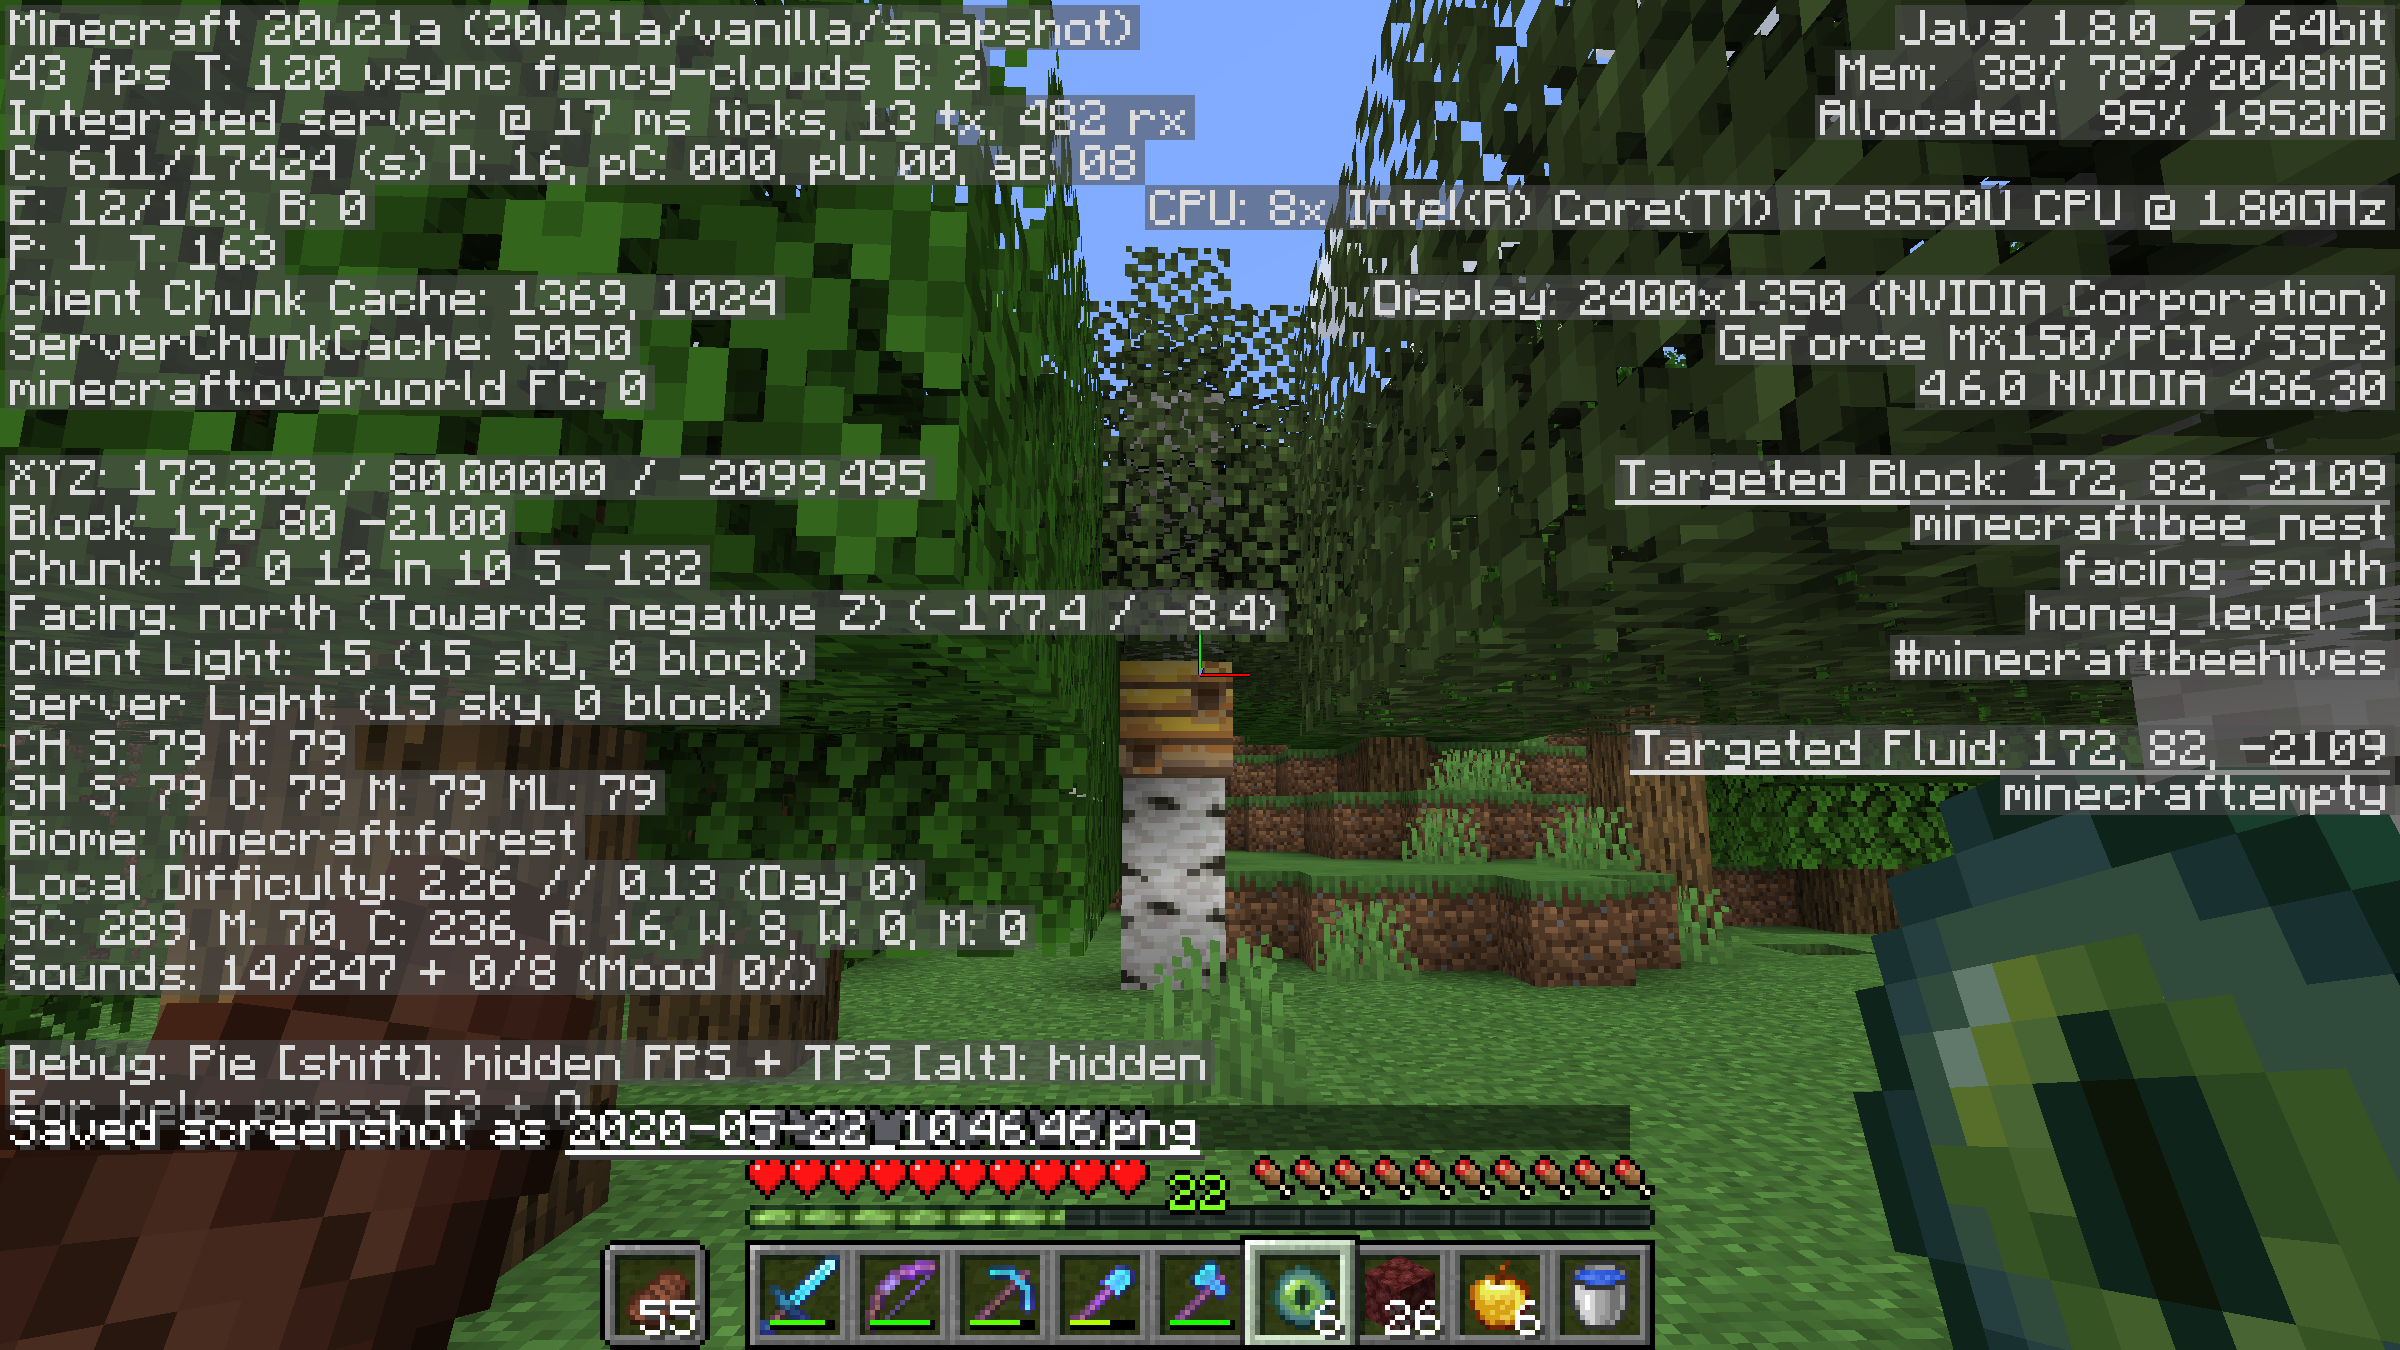 Minecraft 20w21a (20w21a/vanilla/snapshot)
43 fps T: 120 vsync fancy-clouds B: 2
Integrated server @ 17 ms ticks, 13 tx, 482 rx
C: 611/17424 (s) D: 16, pC: 000, pU: 00, aB: 08
E: 12/163, B: 0
P: 1. T: 163
Client Chunk Cache: 1369, 1024
ServerChunkCache: 5050
minecraft:overworld FC: 0
XYZ: 172.323 / 80.00000 / -2099.495
Block: 172 80 -2100
Chunk: 12 0 12 in 10 5 -132
Facing: north (Towards negative Z) (-177.4 / -8.4)
Client Light: 15 (15 sky, 0 block)
Server Light: (15 sky, 0 block)
CH S: 79 M: 79
SH S: 79 O: 79 M: 79 ML: 79
Biome: minecraft:forest
Local Difficulty: 2.26 // 0.13 (Day 0)
SC: 289, M: 70, C: 236, A: 16, W: 8, W: 0, M: 0
Sounds: 14/247 + 0/8 (Mood 0%)
Debug: Pie [shift]: hidden FPS + TPS [alt]: hidden
For help: press F3 + Q
Saved screenshot as 2020-05-22_10.46.46.png
Java: 1.8.0_51 64bit
Mem: 38% 789/2048MB
Allocated: 95% 1952MB
CPU: 8x Intel(R) Core(TM) i7-8550U CPU @ 1.80GHz
Display: 2400x1350 (NVIDIA Corporation)
GeForce MX150/PCIe/SSE2
4.6.0 NVIDIA 436.30
Targeted Block: 172, 82, -2109
minecraft:bee_nest
facing: south
honey_level: 1
#minecraft:beehives
Targeted Fluid: 172, 82, -2109
minecraft:empty
22
55
6
26
6